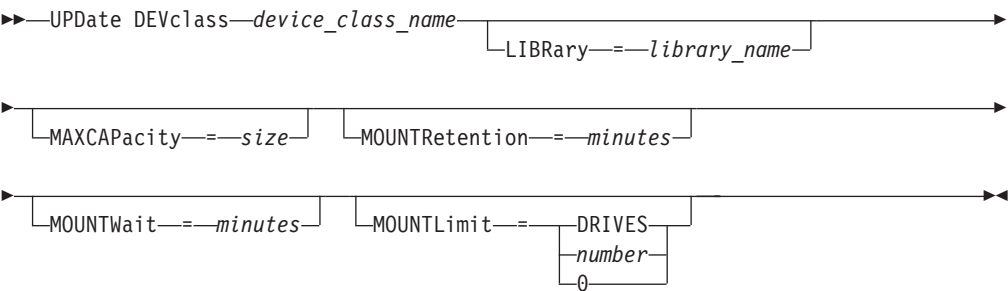 UPDate DEVclass device_class_name
LIBRary = library_name
MAXCAPacity = size MOUNTRetention = minutes
MOUNTWait = minutes MOUNTLimit = DRIVES
number
0